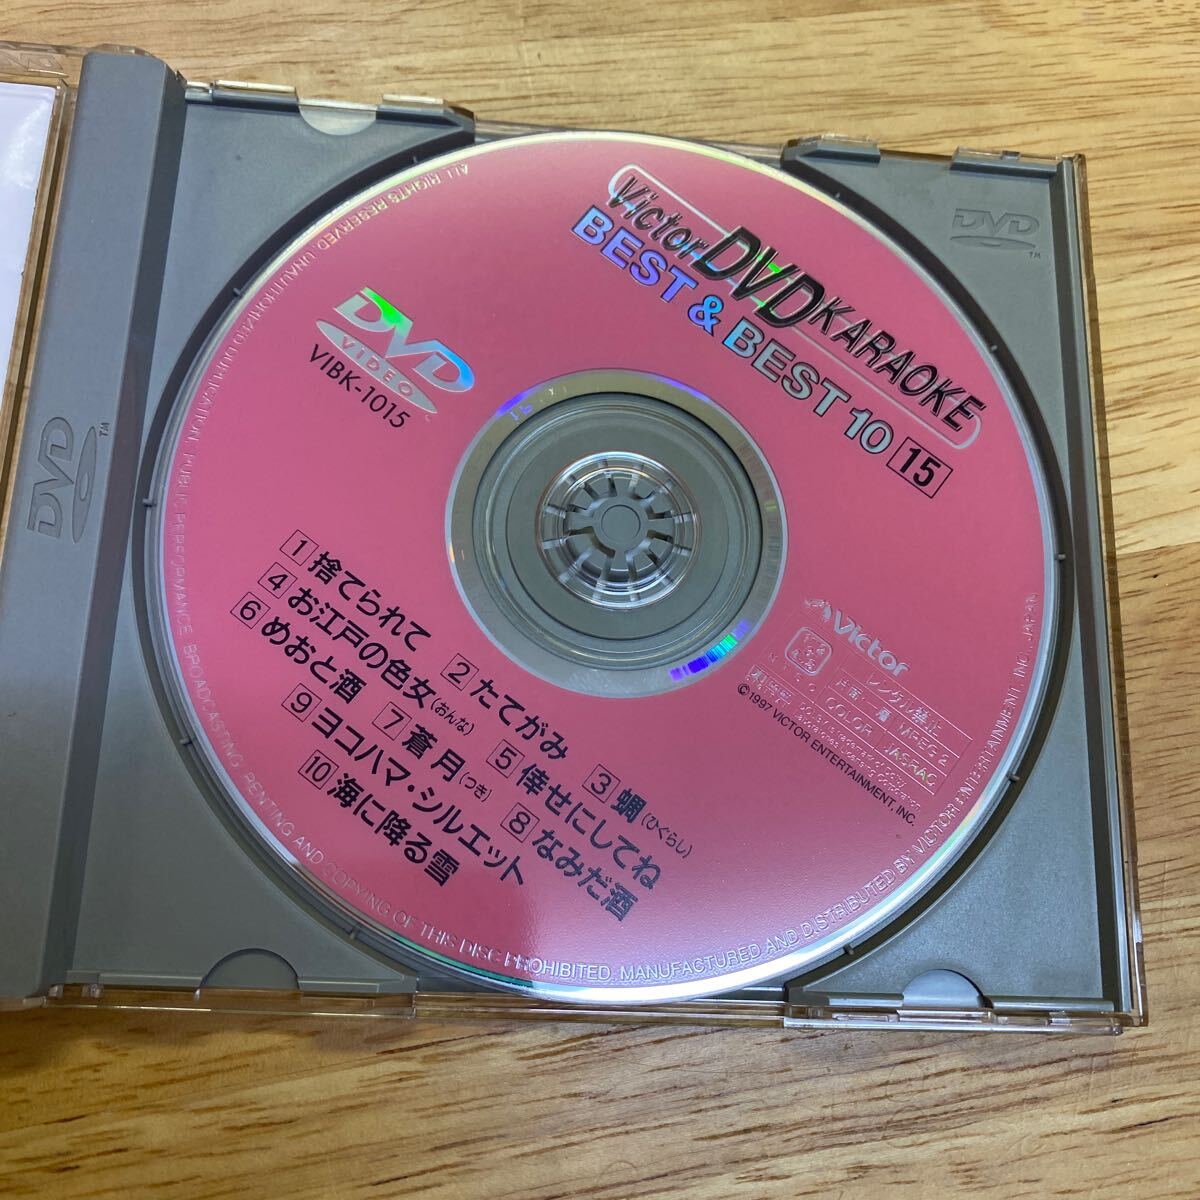 Victor DVD KARAOKE
BEST & BEST 10 15
DVD
VIDEO
VIBK-1015
1 捨てられて 2 たてがみ 3 蜩(ひぐらし)
4 お江戸の色女(おんな) 5 倖せにしてね
6 めおと酒 7 蒼月(つき) 8 なみだ酒
9 ヨコハマ・シルエット
10 海に降る雪
Victor
レンタル禁止
COLOR
MPEG 2
JASRAC
©1997 VICTOR ENTERTAINMENT, INC.
ALL RIGHTS RESERVED. UNAUTHORIZED DUPLICATION, PUBLIC PERFORMANCE, BROADCASTING, RENTING AND COPYING OF THIS DISC PROHIBITED. MANUFACTURED AND DISTRIBUTED BY VICTOR ENTERTAINMENT, INC., JAPAN
DVD
TM
DVD
TM